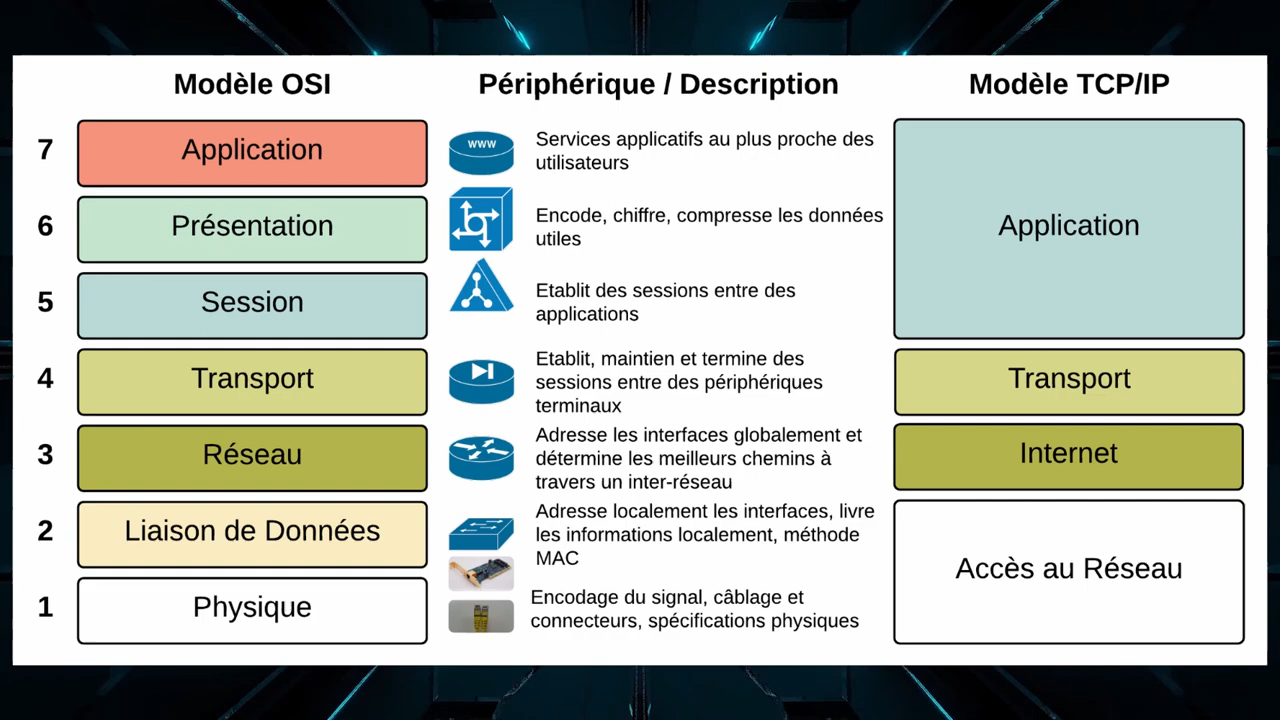 Modèle OSI
Périphérique / Description
Modèle TCP/IP
7
Application
www
Services applicatifs au plus proche des
utilisateurs
6
Présentation
Encode, chiffre, compresse les données
utiles
Application
5
Session
Etablit des sessions entre des
applications
4
Transport
Etablit, maintien et termine des
sessions entre des périphériques
terminaux
Transport
3
Réseau
Adresse les interfaces globalement et
détermine les meilleurs chemins à
travers un inter-réseau
Internet
2
Liaison de Données
Adresse localement les interfaces, livre
les informations localement, méthode
MAC
Accès au Réseau
1
Physique
Encodage du signal, câblage et
connecteurs, spécifications physiques